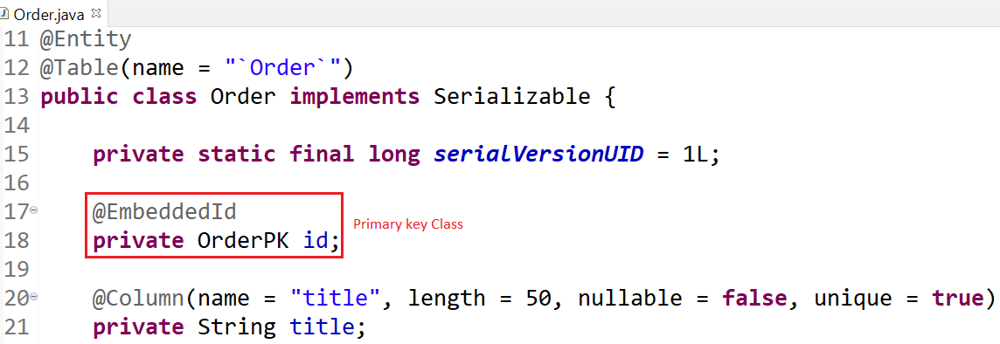 Order.java
11 @Entity
12 @Table(name = "`Order`")
13 public class Order implements Serializable {
14
15 private static final long serialVersionUID = 1L;
16
17 @EmbeddedId
Primary key Class
18 private OrderPK id;
19
20 @Column(name = "title", length = 50, nullable = false, unique = true)
21 private String title;